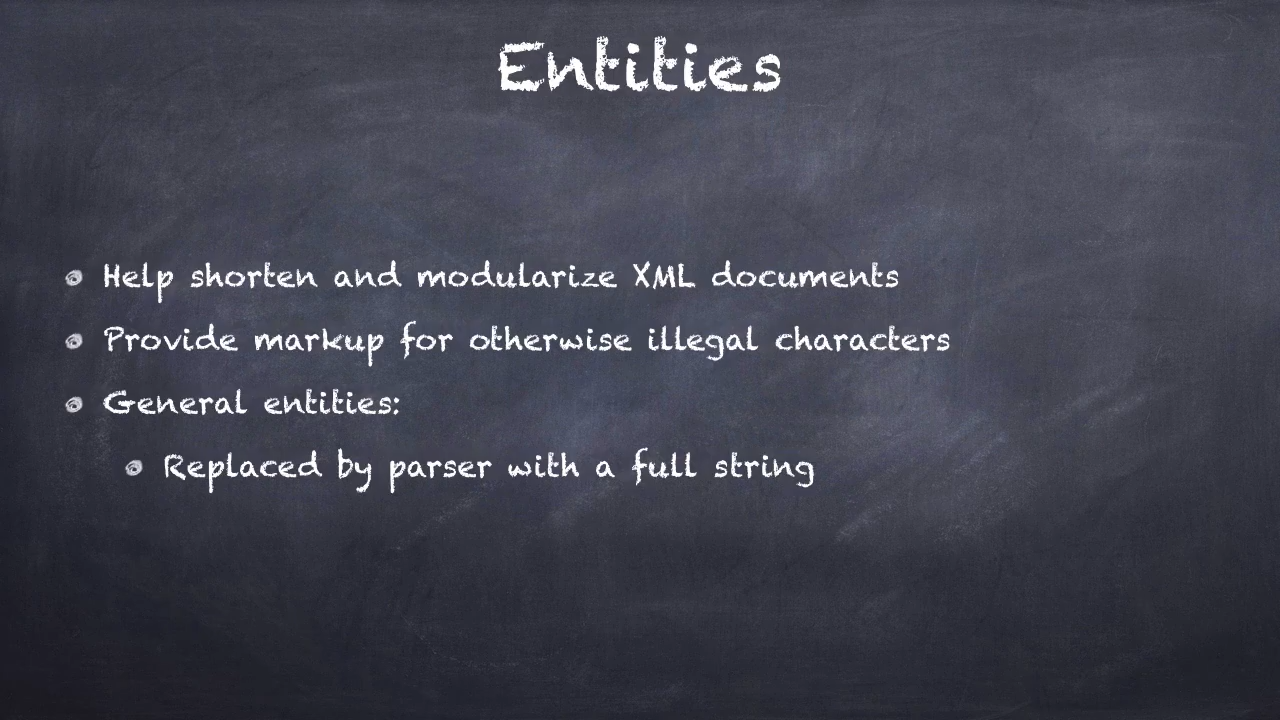 Entities
Help shorten and modularize XML documents
Provide markup for otherwise illegal characters
General entities:
Replaced by parser with a full string